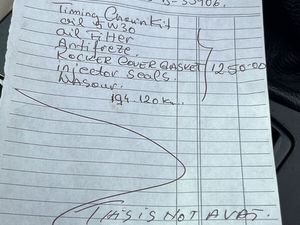 Timing Chain Kit
oil 5W30
oil Filter
Antifreze.
ROCKER COVER GASKET 1250-00
injector seals.
LABour.
194.120km.
THIS IS NOT A VAT.